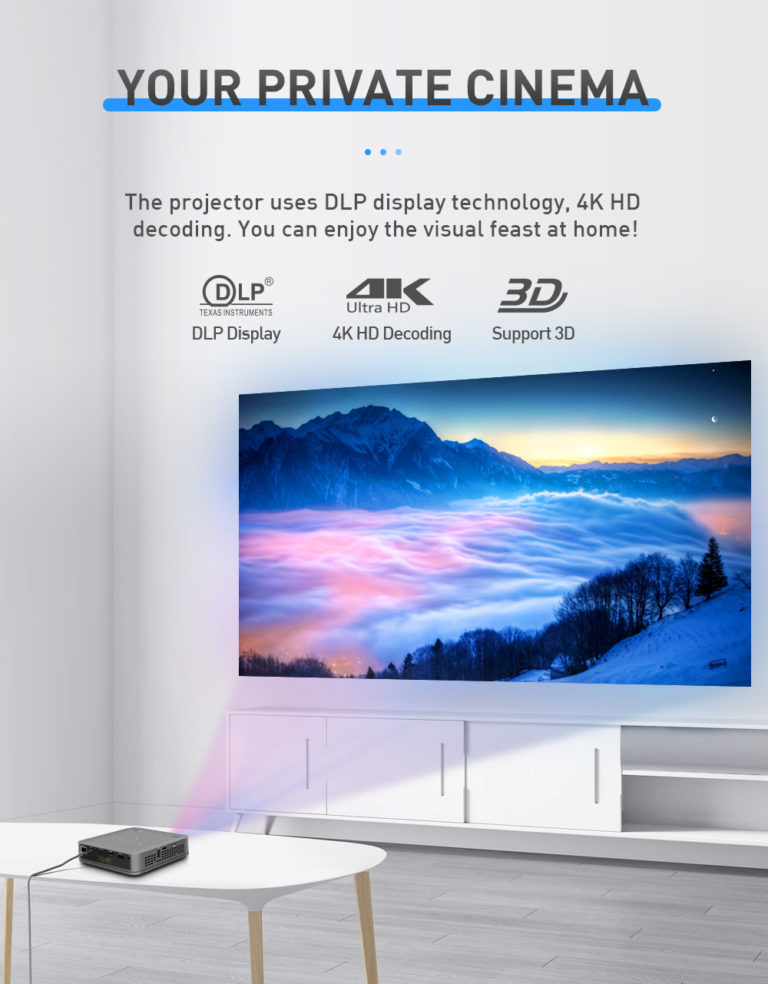 YOUR PRIVATE CINEMA
The projector uses DLP display technology, 4K HD
decoding. You can enjoy the visual feast at home!
DLP®
TEXAS INSTRUMENTS
DLP Display
4K
Ultra HD
4K HD Decoding
3D
Support 3D